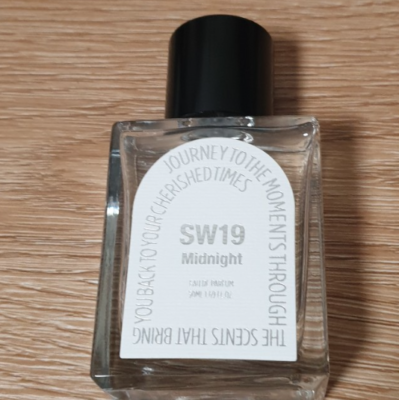 JOURNEY TO THE MOMENTS THROUGH
THE SCENTS THAT BRING
YOU BACK TO YOUR CHERISHED TIMES
SW19
Midnight